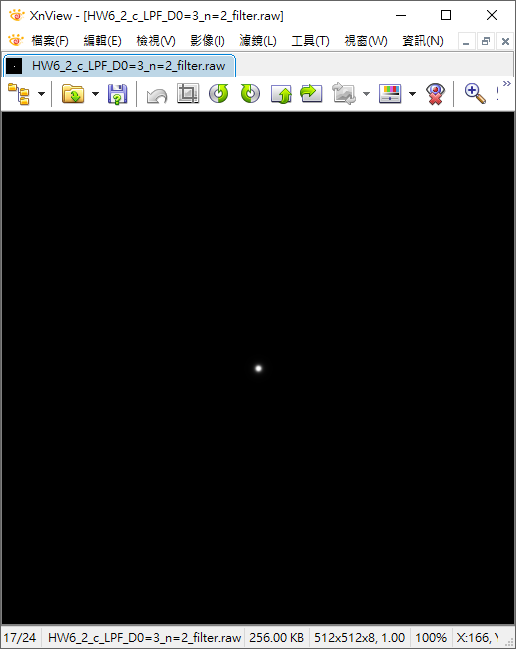 XnView - [HW6_2_c_LPF_D0=3_n=2_filter.raw]
檔案(F) 編輯(E) 檢視(V) 影像(I) 濾鏡(L) 工具(T) 視窗(W) 資訊(N)
HW6_2_c_LPF_D0=3_n=2_filter.raw
17/24 HW6_2_c_LPF_D0=3_n=2_filter.raw 256.00 KB 512x512x8, 1.00 100% X:166,